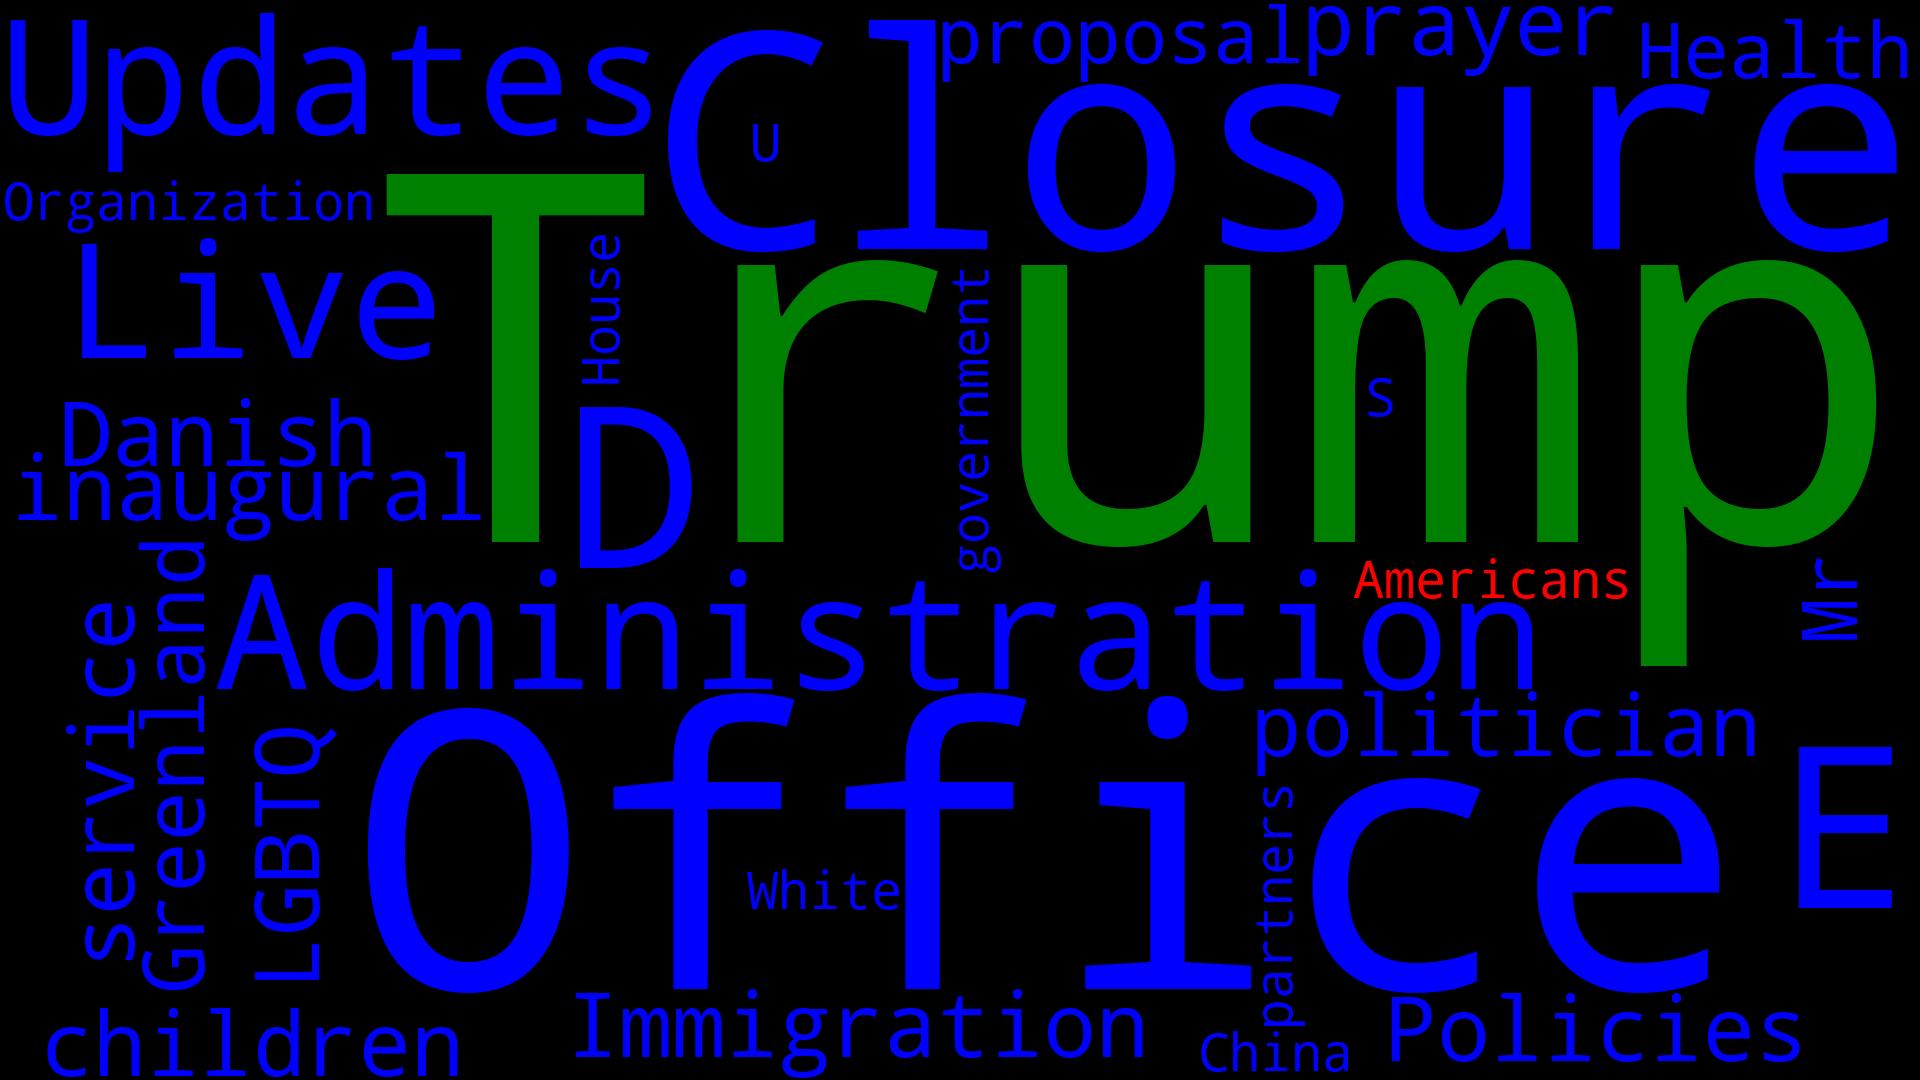 Updates
Closure
proposal
prayer
Health
U
Organization
Trump
Live
House
government
S
Danish
D
inaugural
Americans
Mr
Administration
service
Greenland
LGBTQ
Office
politician
E
White
partners
children
Immigration
China
Policies